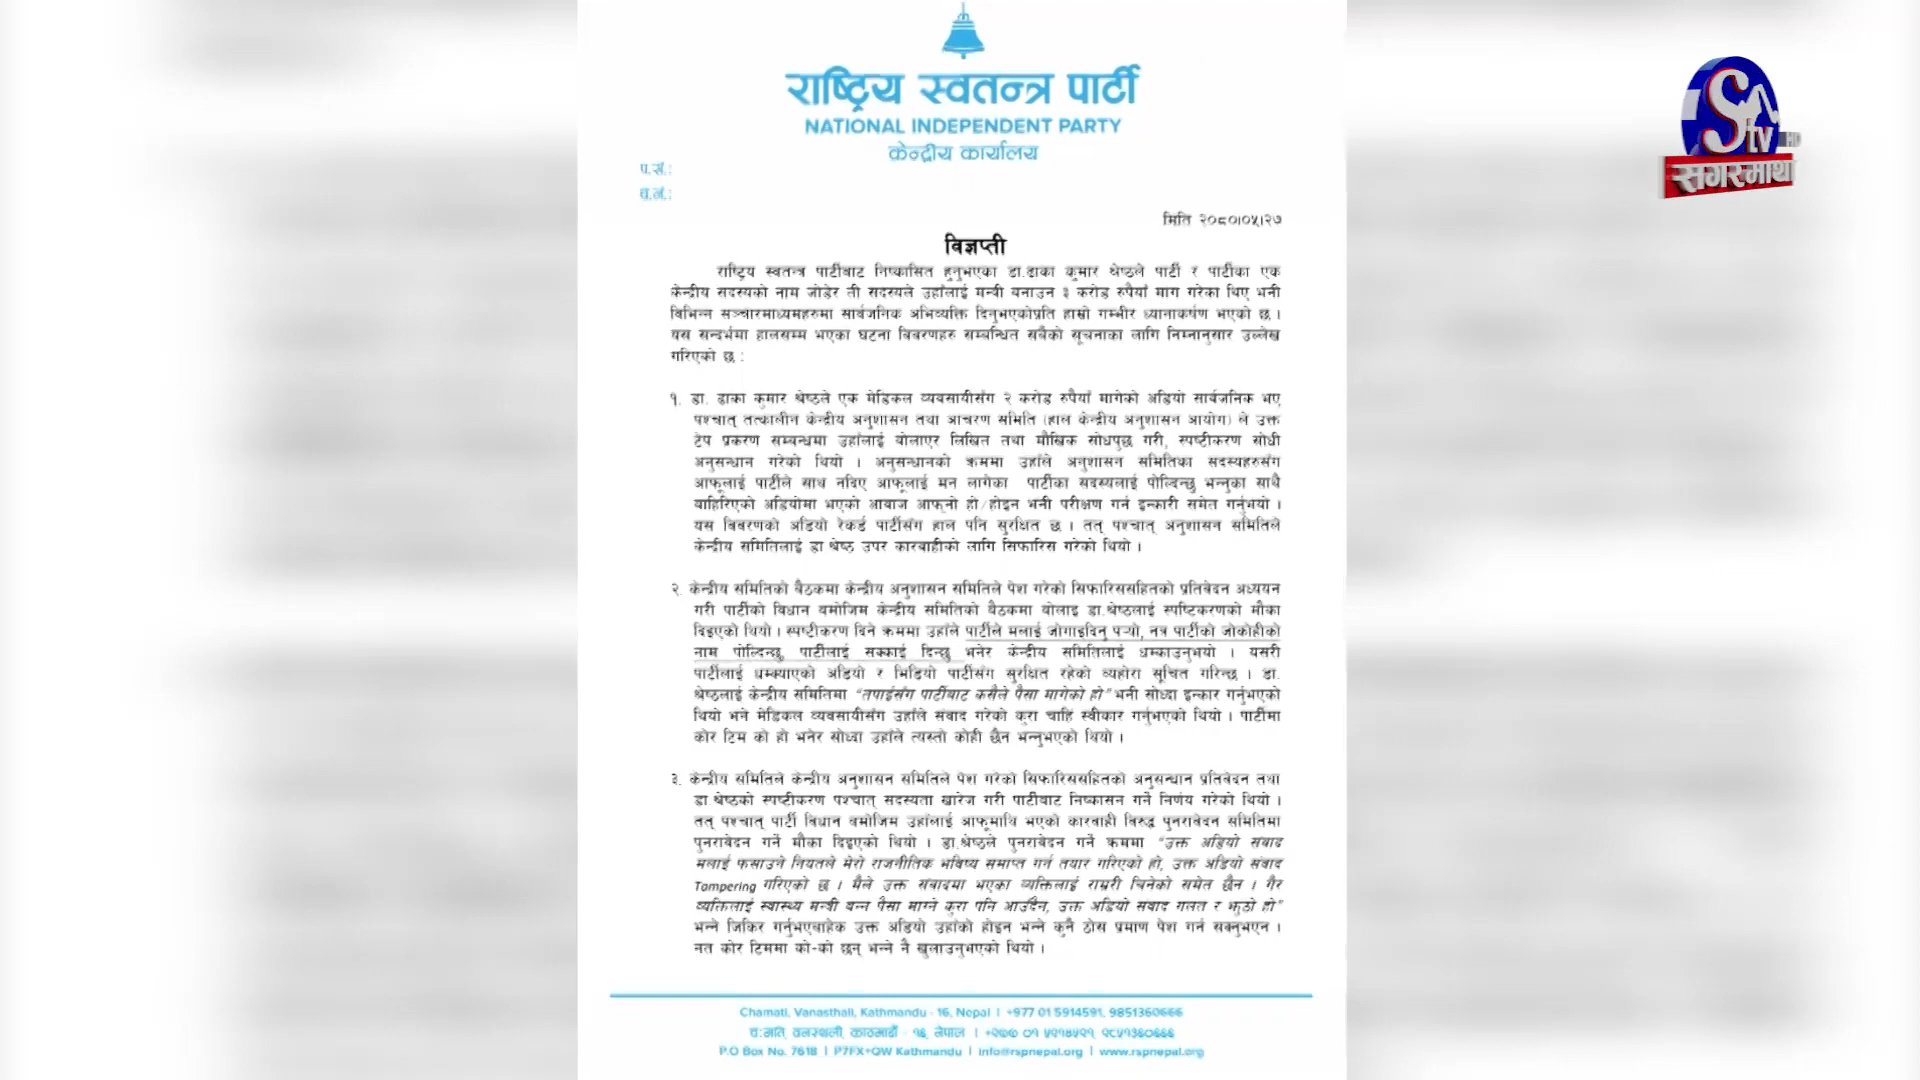 राष्ट्रिय स्वतन्त्र पार्टी
NATIONAL INDEPENDENT PARTY
केन्द्रीय कार्यालय
प.सं.:
च.नं.:
मिति २०८०।०५।२७
विज्ञप्ती
राष्ट्रिय स्वतन्त्र पार्टीबाट निष्कासित हुनुभएका डा.ढाका कुमार श्रेष्ठले पार्टी र पार्टीका एक
केन्द्रीय सदस्यको नाम जोडेर ती सदस्यले उहाँलाई मन्त्री बनाउन ३ करोड रुपैयाँ माग गरेका थिए भनी
विभिन्न सञ्चारमाध्यमहरुमा सार्वजनिक अभिव्यक्ति दिनुभएकोप्रति हाम्रो गम्भीर ध्यानाकर्षण भएको छ ।
यस सन्दर्भमा हालसम्म भएका घटना विवरणहरु सम्बन्धित सबैको सूचनाका लागि निम्नानुसार उल्लेख
गरिएको छ :
१. डा. ढाका कुमार श्रेष्ठले एक मेडिकल व्यवसायीसँग २ करोड रुपैयाँ मागेको अडियो सार्वजनिक भए
पश्चात् तत्कालीन केन्द्रीय अनुशासन तथा आचरण समिति (हाल केन्द्रीय अनुशासन आयोग) ले उक्त
टेप प्रकरण सम्बन्धमा उहाँलाई बोलाएर लिखित तथा मौखिक सोधपुछ गरी, स्पष्टीकरण सोधी
अनुसन्धान गरेको थियो । अनुसन्धानको क्रममा उहाँले अनुशासन समितिका सदस्यहरुसँग
आफूलाई पार्टीले साथ नदिए आफूलाई मन लागेका पार्टीका सदस्यलाई पोल्दिन्छु भन्नुका साथै
बाहिरिएको अडियोमा भएको आवाज आफ्नो हो/होइन भनी परीक्षण गर्न इन्कारी समेत गर्नुभयो ।
यस विवरणको अडियो रेकर्ड पार्टीसँग हाल पनि सुरक्षित छ । तत् पश्चात् अनुशासन समितिले
केन्द्रीय समितिलाई डा श्रेष्ठ उपर कारबाहीको लागि सिफारिस गरेको थियो ।
२. केन्द्रीय समितिको बैठकमा केन्द्रीय अनुशासन समितिले पेश गरेको सिफारिससहितको प्रतिवेदन अध्ययन
गरी पार्टीको विधान बमोजिम केन्द्रीय समितिको बैठकमा बोलाइ डा.श्रेष्ठलाई स्पष्टिकरणको मौका
दिइएको थियो । स्पष्टीकरण दिने क्रममा उहाँले पार्टीले मलाई जोगाइदिनु पर्‍यो, नत्र पार्टीको जोकोहीको
नाम पोल्दिन्छु, पार्टीलाई सक्काई दिन्छु भनेर केन्द्रीय समितिलाई धम्काउनुभयो । यसरी
पार्टीलाई धम्क्याएको अडियो र भिडियो पार्टीसँग सुरक्षित रहेको व्यहोरा सूचित गरिन्छ । डा.
श्रेष्ठलाई केन्द्रीय समितिमा “तपाईसँग पार्टीबाट कसैले पैसा मागेको हो” भनी सोध्दा इन्कार गर्नुभएको
थियो भने मेडिकल व्यवसायीसँग उहाँले संवाद गरेको कुरा चाहिं स्वीकार गर्नुभएको थियो । पार्टीमा
कोर टिम को हो भनेर सोध्दा उहाँले त्यस्तो कोही छैन भन्नुभएको थियो ।
३. केन्द्रीय समितिले केन्द्रीय अनुशासन समितिले पेश गरेको सिफारिससहितको अनुसन्धान प्रतिवेदन तथा
डा.श्रेष्ठको स्पष्टीकरण पश्चात् सदस्यता खारेज गरी पार्टीबाट निष्कासन गर्ने निर्णय गरेको थियो ।
तत् पश्चात् पार्टी विधान बमोजिम उहाँलाई आफूमाथि भएको कारवाही विरुद्ध पुनरावेदन समितिमा
पुनरावेदन गर्ने मौका दिइएको थियो । डा.श्रेष्ठले पुनरावेदन गर्ने क्रममा “उक्त अडियो संवाद
मलाई फसाउने नियतले मेरो राजनीतिक भविष्य समाप्त गर्न तयार गरिएको हो, उक्त अडियो संवाद
Tampering गरिएको छ । मैले उक्त संवादमा भएका व्यक्तिलाई राम्ररी चिनेको समेत छैन । गैर
व्यक्तिलाई स्वास्थ्य मन्त्री बन्न पैसा माग्ने कुरा पनि आउँदैन, उक्त अडियो संवाद गलत र झुठो हो”
भन्ने जिकिर गर्नुभएबाहेक उक्त अडियो उहाँको होइन भन्ने कुनै ठोस प्रमाण पेश गर्न सक्नुभएन ।
नत कोर टिममा को-को छन् भन्ने नै खुलाउनुभएको थियो ।
Chamati, Vanasthali, Kathmandu - 16, Nepal | +977 01 5914591, 9851360666
च:मति, वनस्थली, काठमाडौं - १६, नेपाल | +९७७ ०१ ५९१४५९१, ९८५१३६०६६६
P.O Box No. 7618 | P7FX+QW Kathmandu | info@rspnepal.org | www.rspnepal.org
STV HD
सगरमाथा